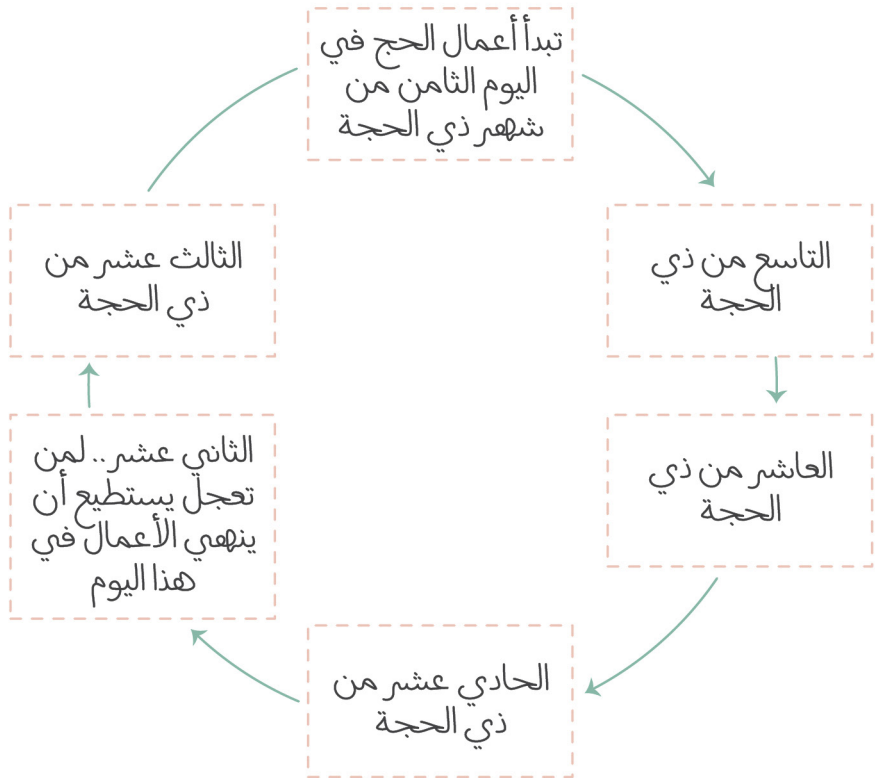 تبدأ أعمال الحج في
اليوم الثامن من
شهر ذي الحجة
التاسع من ذي
الحجة
العاشر من ذي
الحجة
الحادي عشر من
ذي الحجة
الثاني عشر .. لمن
تعجل يستطيع أن
ينهي الأعمال في
هذا اليوم
الثالث عشر من
ذي الحجة